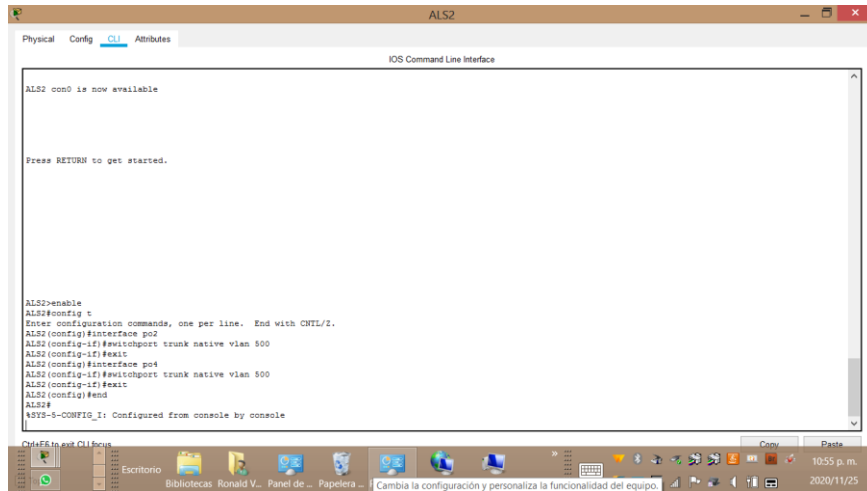 ALS2
Physical Config CLI Attributes
IOS Command Line Interface
ALS2 con0 is now available
Press RETURN to get started.
ALS2>enable
ALS2#config t
Enter configuration commands, one per line. End with CNTL/Z.
ALS2(config)#interface po2
ALS2(config-if)#switchport trunk native vlan 500
ALS2(config-if)#exit
ALS2(config)#interface po4
ALS2(config-if)#switchport trunk native vlan 500
ALS2(config-if)#exit
ALS2(config)#end
ALS2#
%SYS-5-CONFIG_I: Configured from console by console
Ctrl+F6 to exit CLI focus
Copy Paste
Escritorio
Bibliotecas Ronald V... Panel de ... Papelera ...
Cambia la configuración y personaliza la funcionalidad del equipo.
10:55 p. m.
2020/11/25